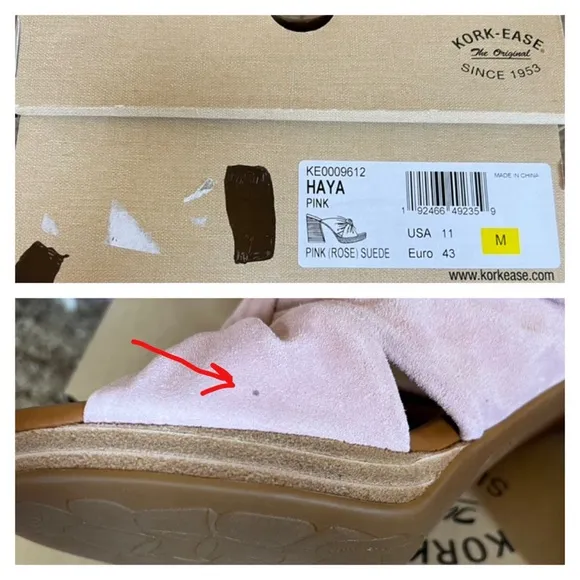 KORK-EASE®
The Original
SINCE 1953
KE0009612
HAYA
PINK
MADE IN CHINA
1 92466 49235 9
USA 11
M
PINK (ROSE) SUEDE
Euro 43
www.korkease.com
KORK